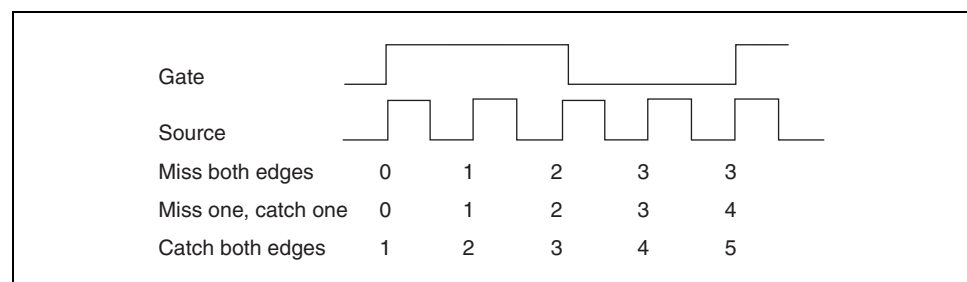 Gate
Source
Miss both edges 0 1 2 3 3
Miss one, catch one 0 1 2 3 4
Catch both edges 1 2 3 4 5